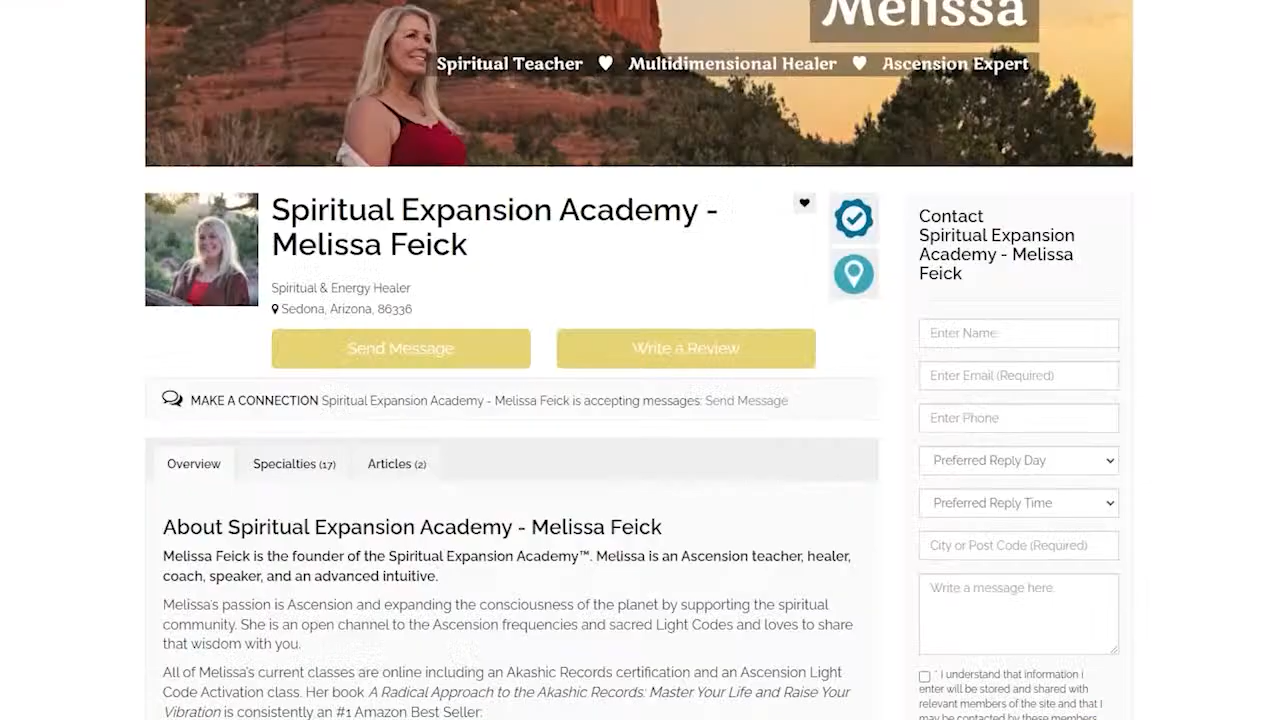 Melissa
Spiritual Teacher ♥ Multidimensional Healer ♥ Ascension Expert
Spiritual Expansion Academy -
Melissa Feick
Spiritual & Energy Healer
Sedona, Arizona, 86336
Send Message
Write a Review
MAKE A CONNECTION Spiritual Expansion Academy - Melissa Feick is accepting messages: Send Message
Overview
Specialties (17)
Articles (2)
About Spiritual Expansion Academy - Melissa Feick
Melissa Feick is the founder of the Spiritual Expansion Academy™. Melissa is an Ascension teacher, healer,
coach, speaker, and an advanced intuitive.
Melissa's passion is Ascension and expanding the consciousness of the planet by supporting the spiritual
community. She is an open channel to the Ascension frequencies and sacred Light Codes and loves to share
that wisdom with you.
All of Melissa's current classes are online including an Akashic Records certification and an Ascension Light
Code Activation class. Her book A Radical Approach to the Akashic Records: Master Your Life and Raise Your
Vibration is consistently an #1 Amazon Best Seller.
Contact
Spiritual Expansion
Academy - Melissa
Feick
Enter Name
Enter Email (Required)
Enter Phone
Preferred Reply Day
Preferred Reply Time
City or Post Code (Required)
Write a message here.
* I understand that information I
enter will be stored and shared with
relevant members of the site and that I
may be contacted by these members